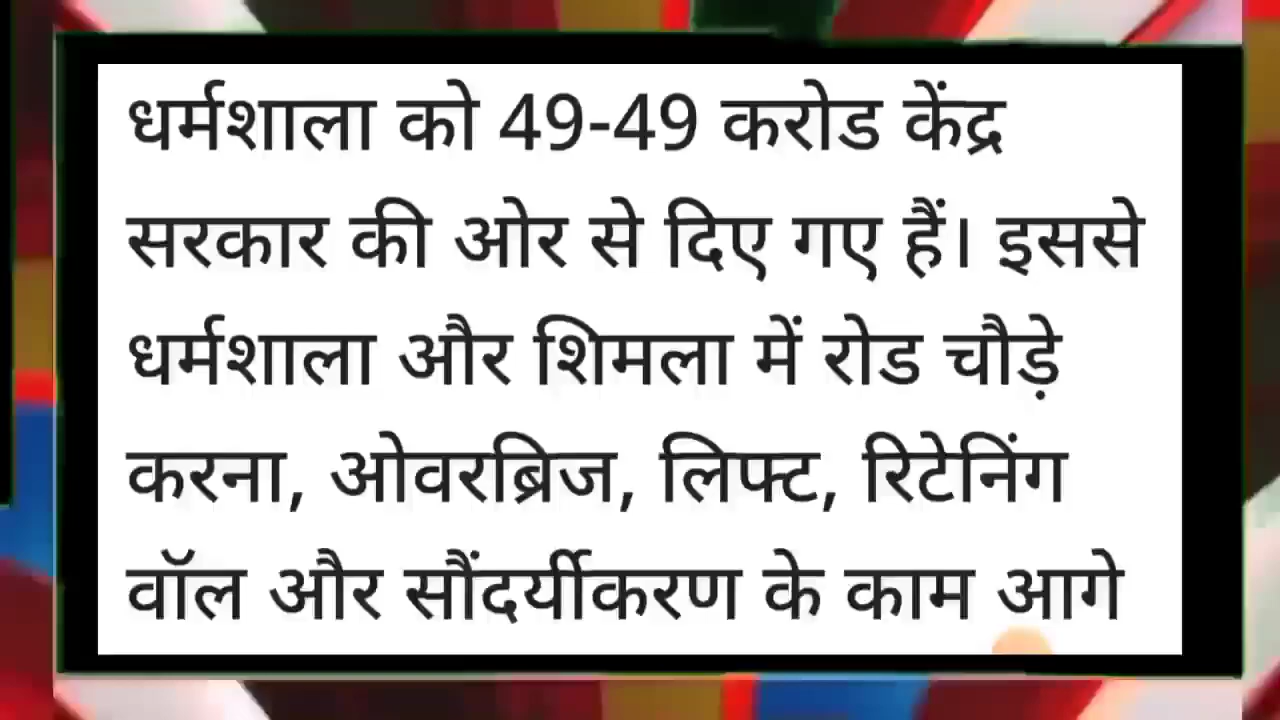 धर्मशाला को 49-49 करोड केंद्र
सरकार की ओर से दिए गए हैं। इससे
धर्मशाला और शिमला में रोड चौड़े
करना, ओवरब्रिज, लिफ्ट, रिटेनिंग
वॉल और सौंदर्यीकरण के काम आगे